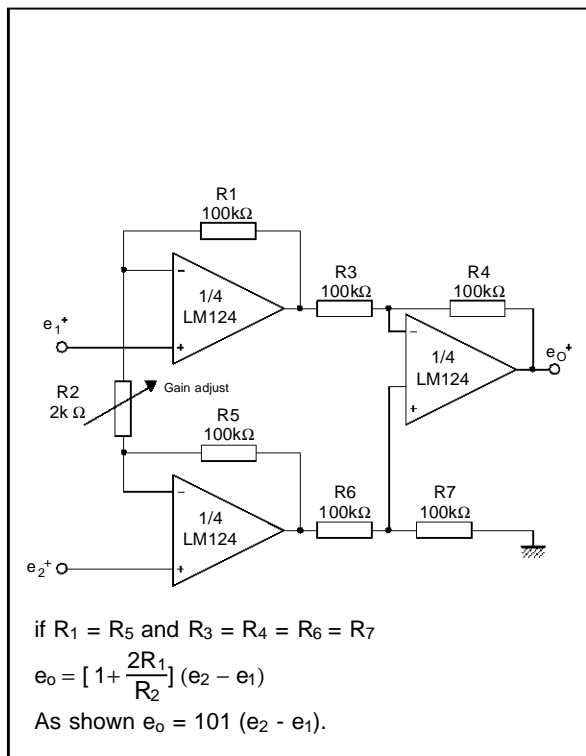 R1
100kΩ
R3
100kΩ
R4
100kΩ
−
1/4
LM124
+
e1+
−
1/4
LM124
+
eO+
R2
2k Ω
Gain adjust
R5
100kΩ
R6
100kΩ
R7
100kΩ
−
1/4
LM124
+
e2+
if R1 = R5 and R3 = R4 = R6 = R7
eo = [ 1+ 2R1/R2 ] (e2 − e1)
As shown eo = 101 (e2 - e1).